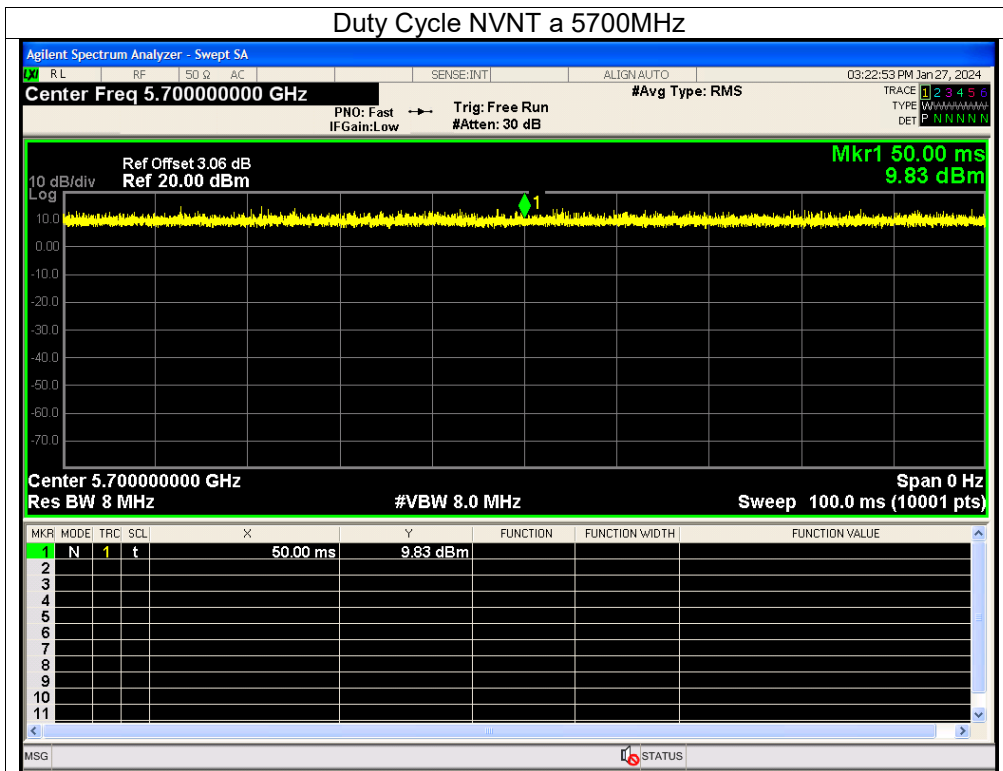 Duty Cycle NVNT a 5700MHz
Agilent Spectrum Analyzer - Swept SA
LXI RL RF 50 Ω AC SENSE:INT ALIGN AUTO 03:22:53 PM Jan 27, 2024
Center Freq 5.700000000 GHz #Avg Type: RMS TRACE 1 2 3 4 5 6
PNO: Fast Trig: Free Run TYPE WWWWWW
IFGain:Low #Atten: 30 dB DET P N N N N N
Mkr1 50.00 ms
Ref Offset 3.06 dB
10 dB/div Ref 20.00 dBm 9.83 dBm
Log
1
10.0
0.00
-10.0
-20.0
-30.0
-40.0
-50.0
-60.0
-70.0
Center 5.700000000 GHz Span 0 Hz
Res BW 8 MHz #VBW 8.0 MHz Sweep 100.0 ms (10001 pts)
MKR MODE TRC SCL X Y FUNCTION FUNCTION WIDTH FUNCTION VALUE
1 N 1 t 50.00 ms 9.83 dBm
2
3
4
5
6
7
8
9
10
11
MSG STATUS